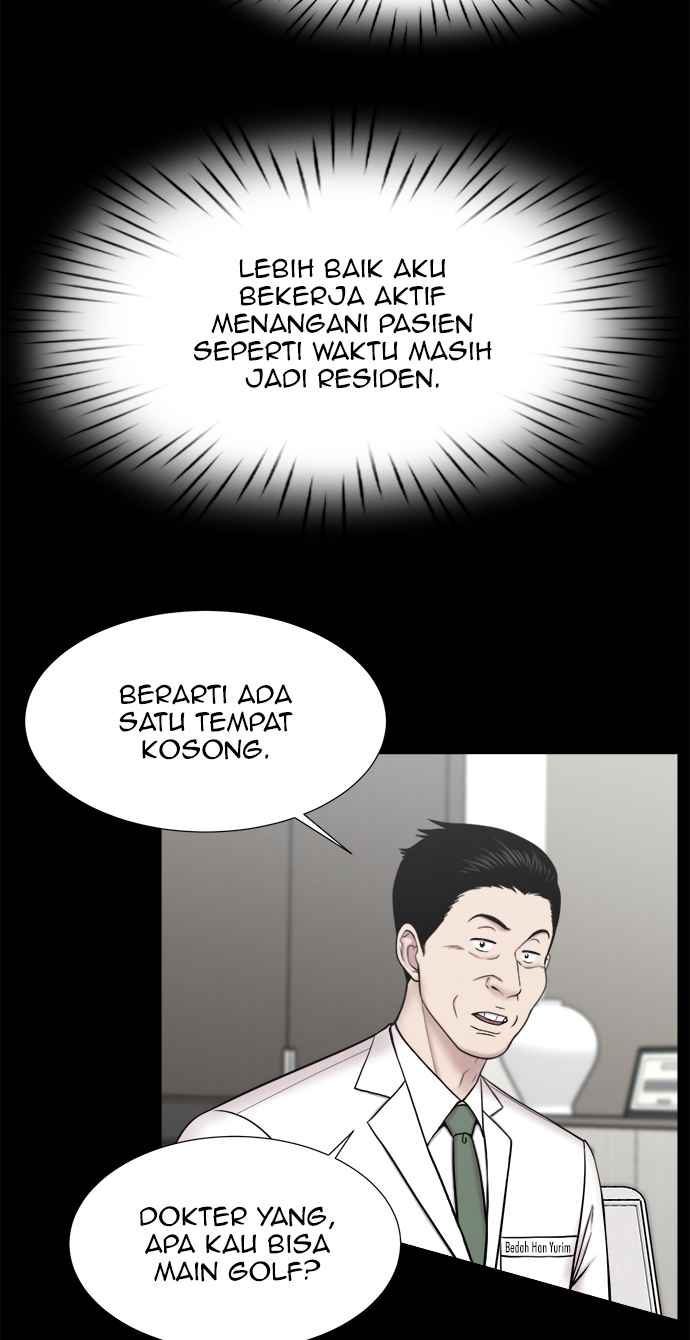 LEBIH BAIK AKU
BEKERJA AKTIF
MENANGANI PASIEN
SEPERTI WAKTU MASIH
JADI RESIDEN.
BERARTI ADA
SATU TEMPAT
KOSONG.
Bedah Han Yurim
DOKTER YANG,
APA KAU BISA
MAIN GOLF?